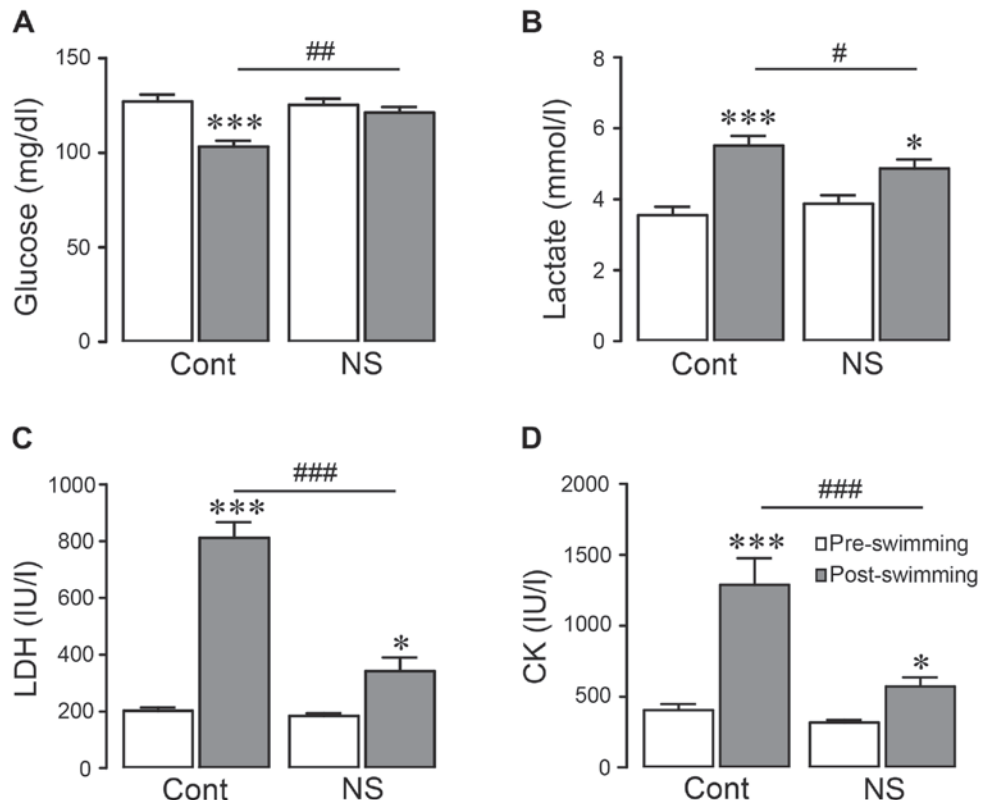 A
Glucose (mg/dl)
150
100
50
0
##
***
Cont
NS
B
Lactate (mmol/l)
8
6
4
2
0
#
***
*
Cont
NS
C
LDH (IU/l)
1000
800
600
400
200
0
###
***
*
Cont
NS
D
CK (IU/l)
2000
1500
1000
500
0
###
***
*
Pre-swimming
Post-swimming
Cont
NS